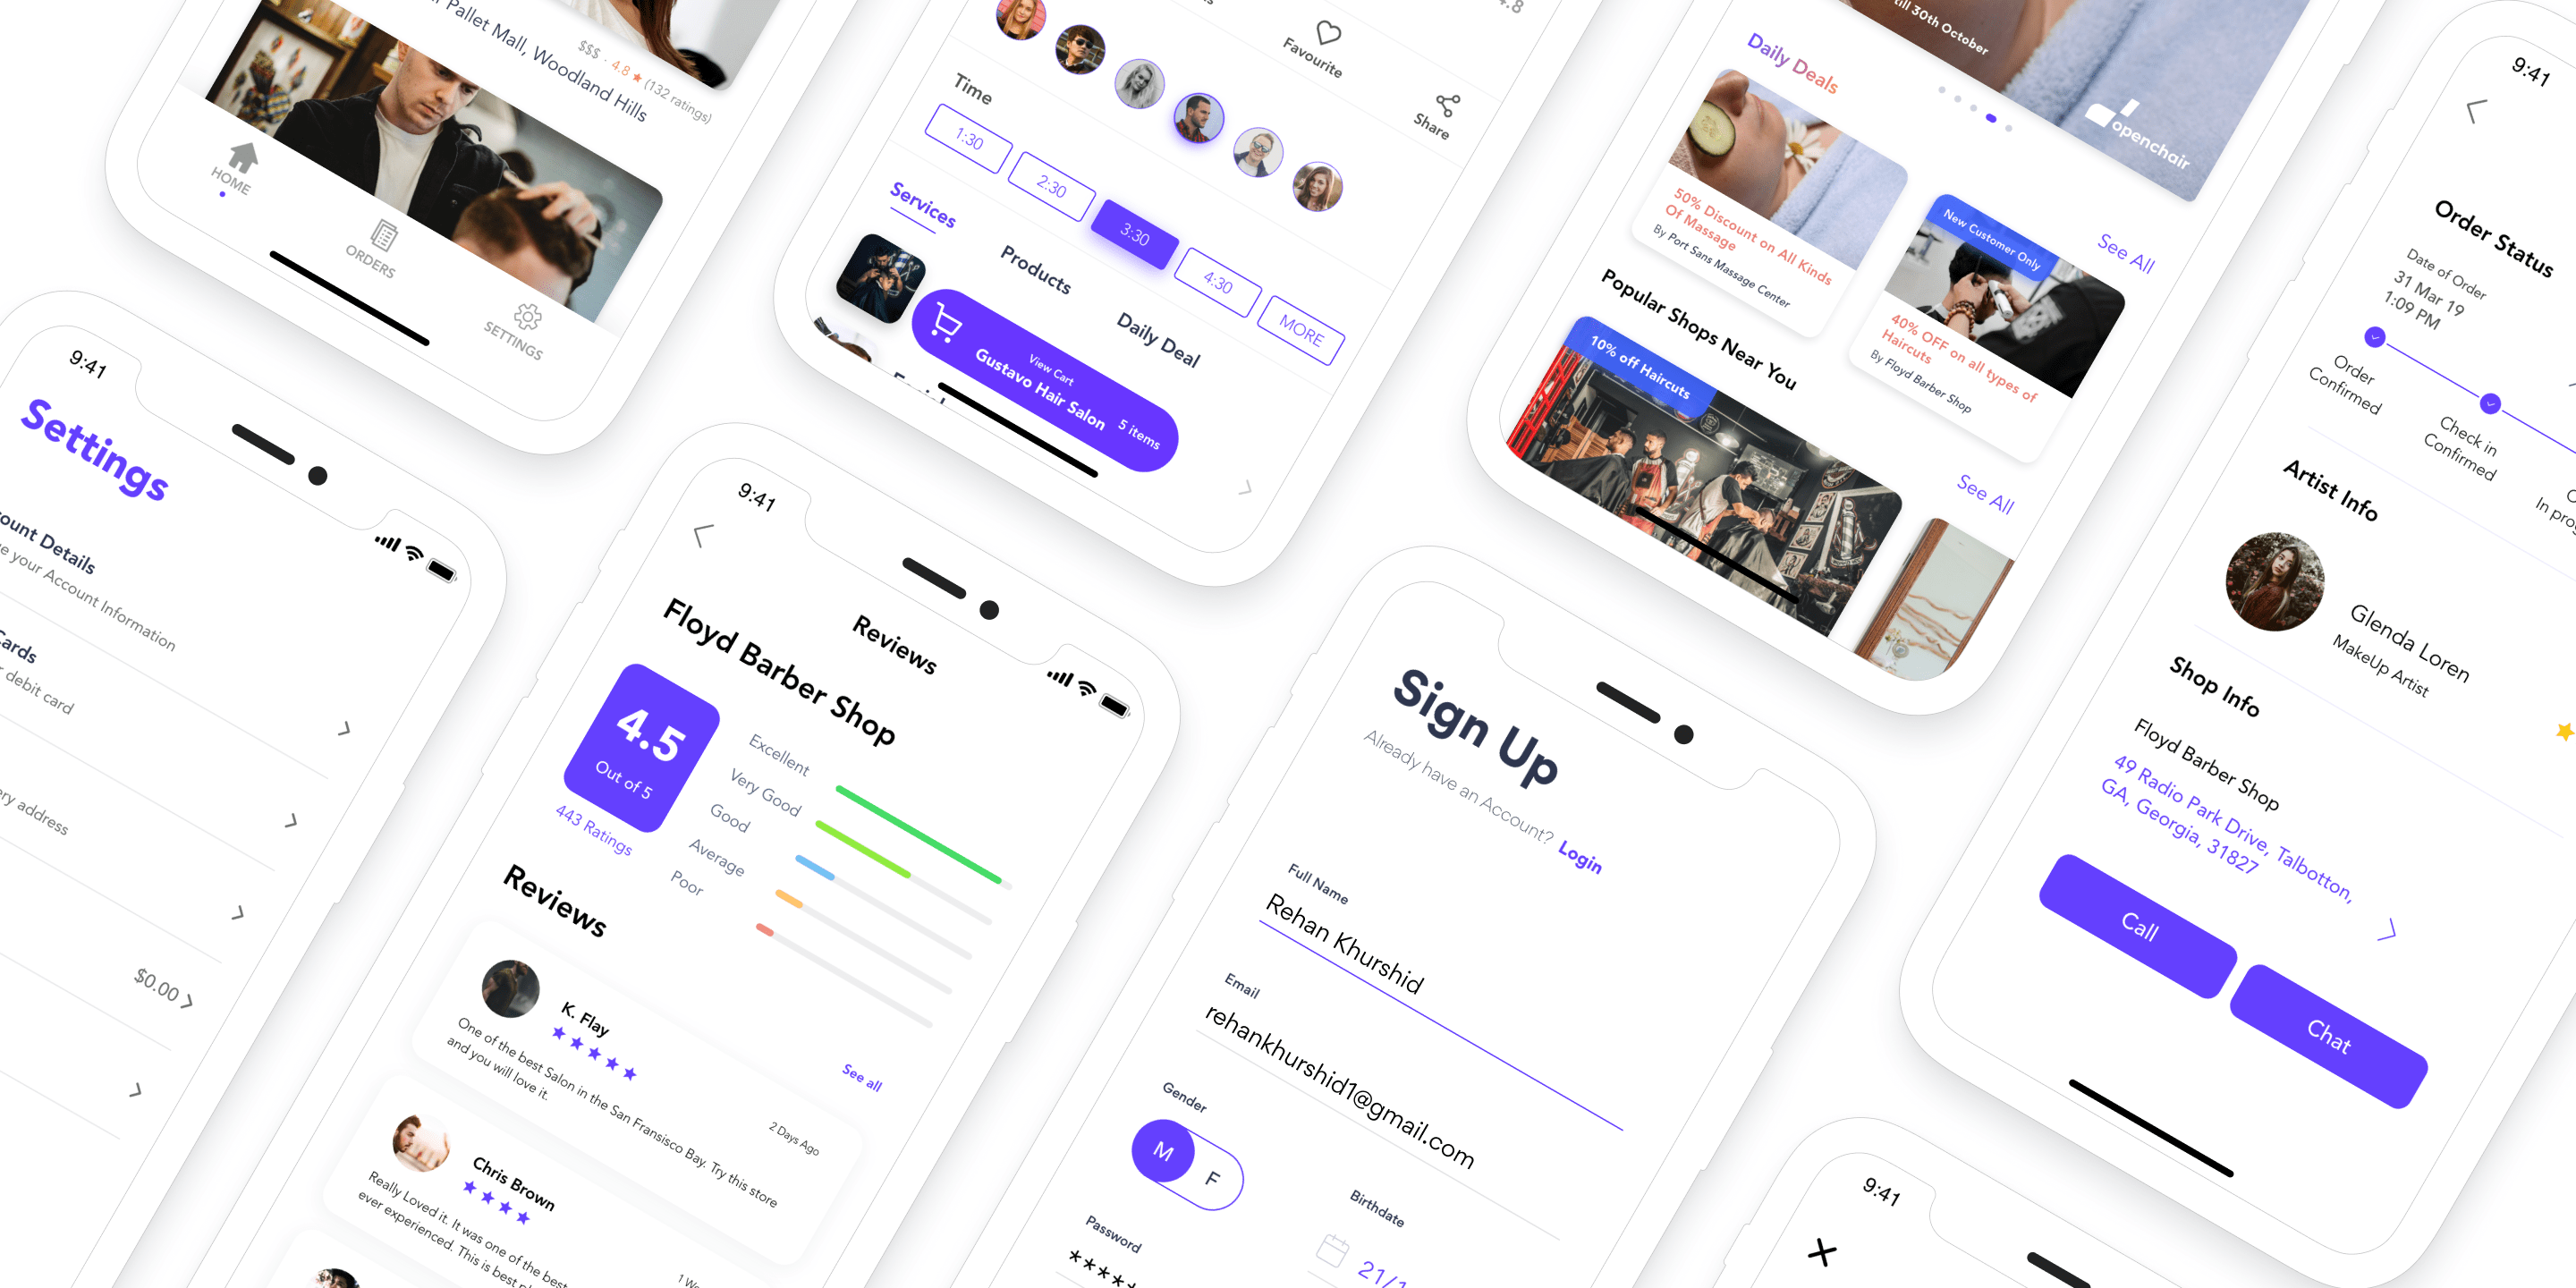 Pallet Mall, Woodland Hills
$$$ · 4.8 ★ (132 ratings)
HOME
ORDERS
SETTINGS
9:41
Settings
Account Information
debit card
address
$0.00
4.8
Favourite
Share
Time
1:30
2:30
3:30
4:30
MORE
Services
Products
Daily Deal
View Cart
Gustavo Hair Salon
5 items
9:41
Reviews
Floyd Barber Shop
4.5
Out of 5
443 Ratings
Excellent
Very Good
Good
Average
Poor
Reviews
See all
K. Flay
2 Days Ago
One of the best Salon in the San Fransisco Bay. Try this store
and you will love it.
Chris Brown
Really Loved it. It was one of the best
ever experienced. This is best
till 30th October
openchair
Daily Deals
See All
50% Discount on All Kinds
Of Massage
By Port Sans Massage Center
New Customer Only
40% OFF on all types of
Haircuts
By Floyd Barber Shop
Popular Shops Near You
See All
10% off Haircuts
Sign Up
Already have an Account? Login
Full Name
Rehan Khurshid
Email
rehankhurshid1@gmail.com
Gender
M
F
Birthdate
21/1
Password
*****
9:41
Order Status
Date of Order
31 Mar 19
1:09 PM
Order
Confirmed
Check in
Confirmed
In
Artist Info
Glenda Loren
MakeUp Artist
Shop Info
Floyd Barber Shop
49 Radio Park Drive, Talbotton,
GA, Georgia, 31827
Call
Chat
9:41